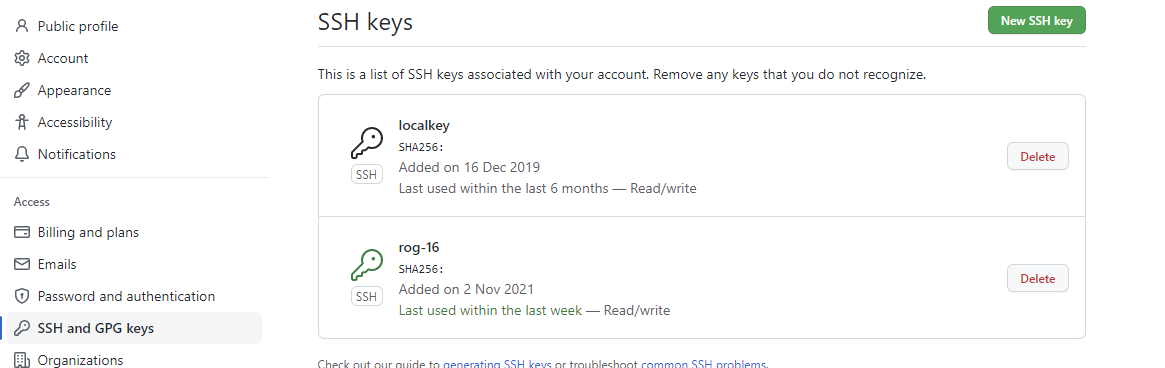 Public profile
Account
Appearance
Accessibility
Notifications
Access
Billing and plans
Emails
Password and authentication
SSH and GPG keys
Organizations
SSH keys
New SSH key
This is a list of SSH keys associated with your account. Remove any keys that you do not recognize.
localkey
SHA256:
Added on 16 Dec 2019
Last used within the last 6 months — Read/write
SSH
Delete
rog-16
SHA256:
Added on 2 Nov 2021
Last used within the last week — Read/write
SSH
Delete
Check out our guide to generating SSH keys or troubleshoot common SSH problems.